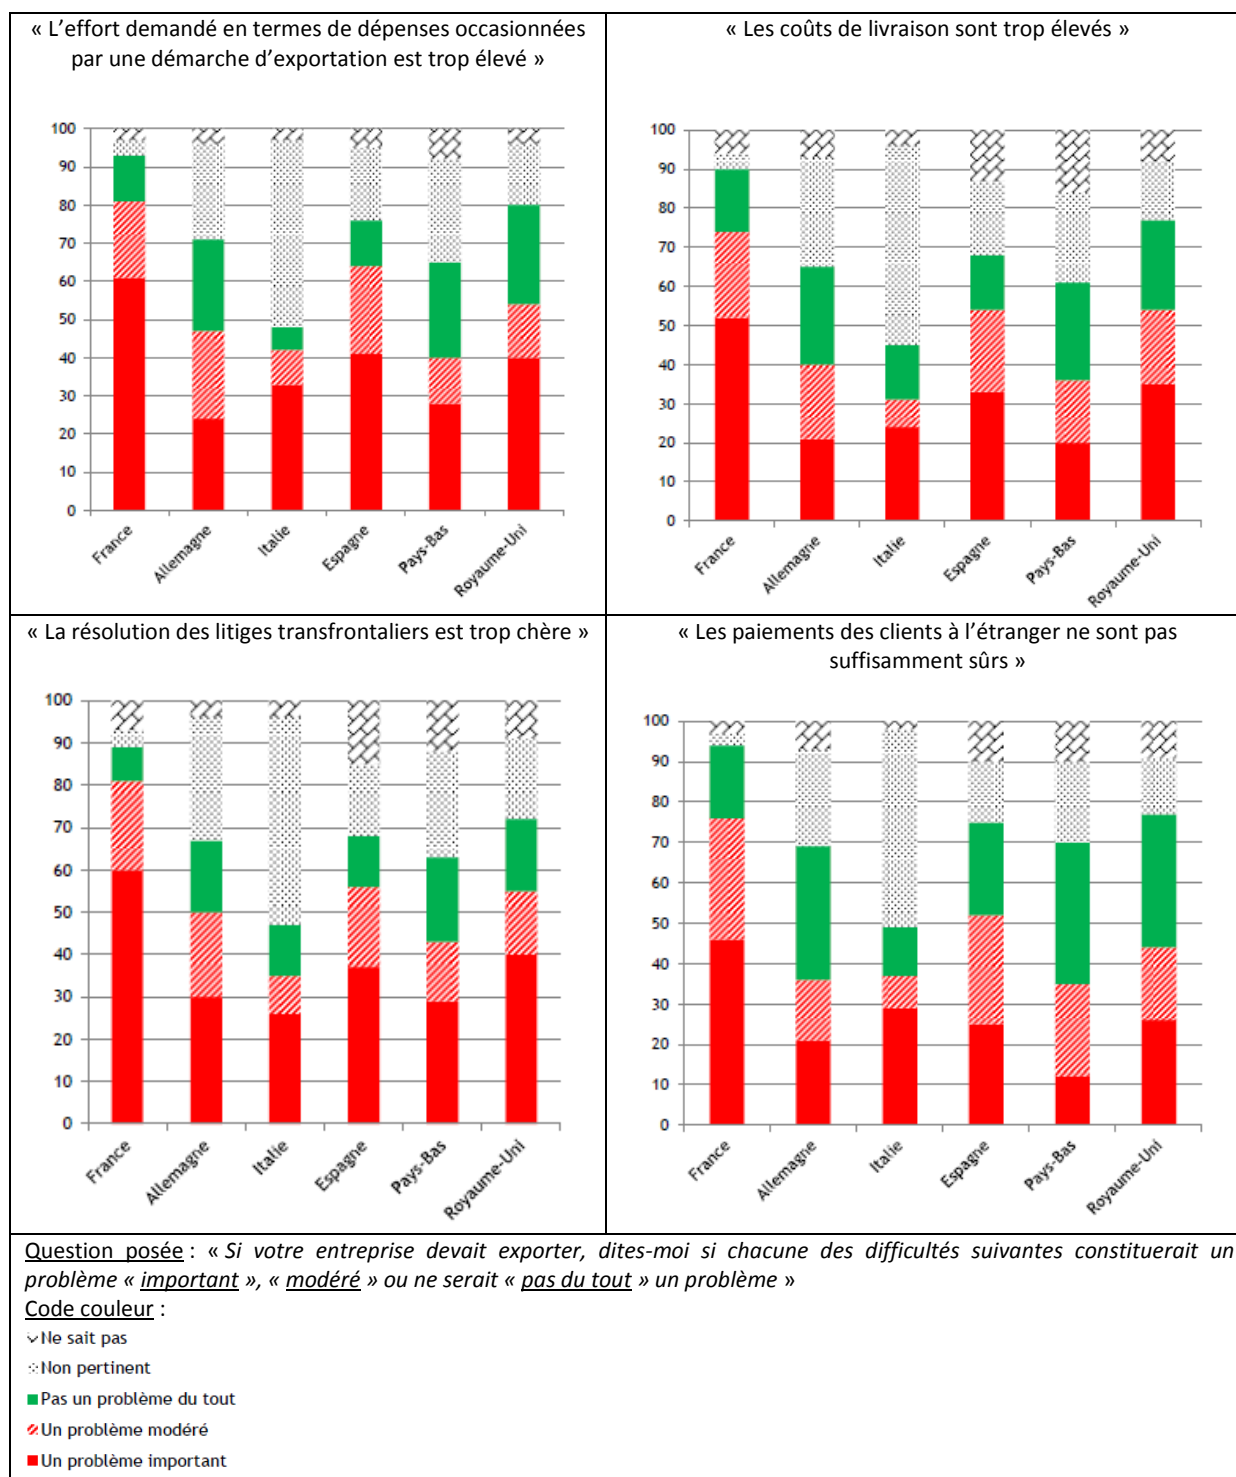 « L’effort demandé en termes de dépenses occasionnées
par une démarche d’exportation est trop élevé »
100
90
80
70
60
50
40
30
20
10
0
France
Allemagne
Italie
Espagne
Pays-Bas
Royaume-Uni
« Les coûts de livraison sont trop élevés »
100
90
80
70
60
50
40
30
20
10
0
France
Allemagne
Italie
Espagne
Pays-Bas
Royaume-Uni
« La résolution des litiges transfrontaliers est trop chère »
100
90
80
70
60
50
40
30
20
10
0
France
Allemagne
Italie
Espagne
Pays-Bas
Royaume-Uni
« Les paiements des clients à l’étranger ne sont pas
suffisamment sûrs »
100
90
80
70
60
50
40
30
20
10
0
France
Allemagne
Italie
Espagne
Pays-Bas
Royaume-Uni
Question posée : « Si votre entreprise devait exporter, dites-moi si chacune des difficultés suivantes constituerait un
problème « important », « modéré » ou ne serait « pas du tout » un problème »
Code couleur :
Ne sait pas
Non pertinent
Pas un problème du tout
Un problème modéré
Un problème important